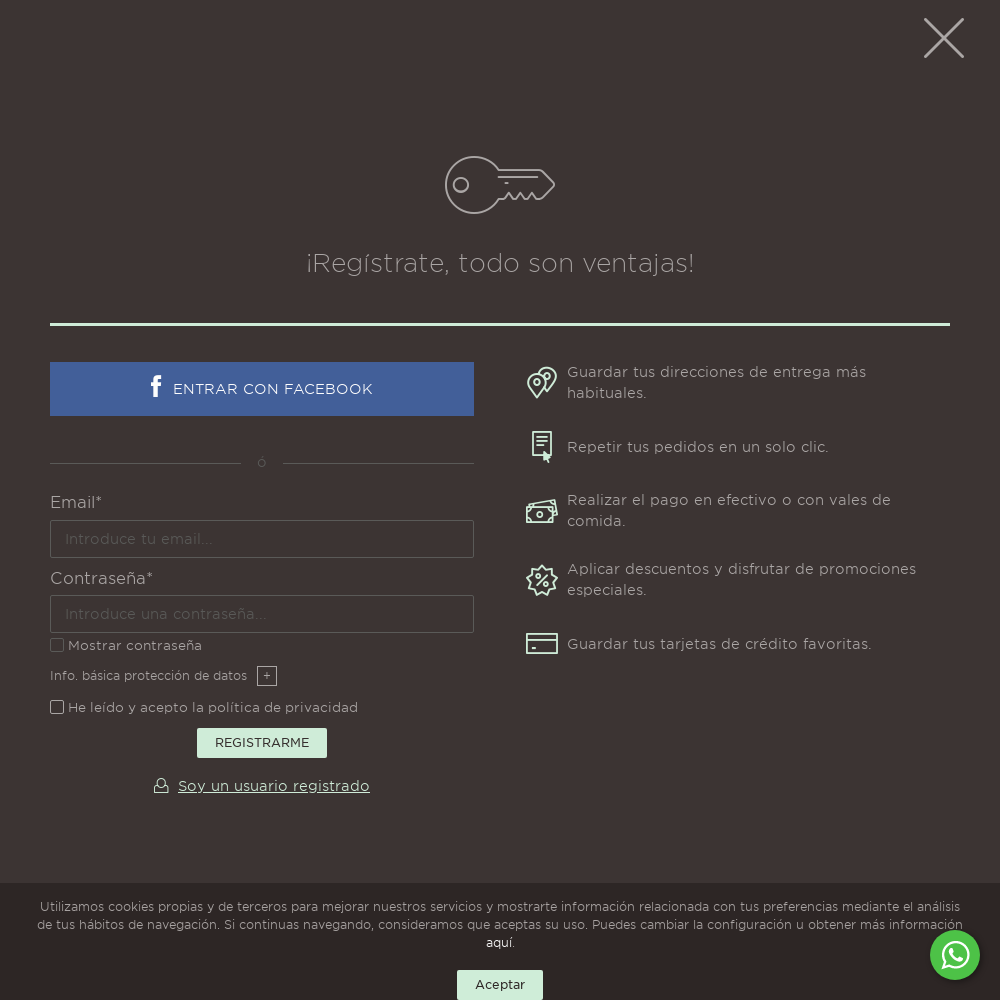 ¡Regístrate, todo son ventajas!
f ENTRAR CON FACEBOOK
ó
Email*
Introduce tu email...
Contraseña*
Introduce una contraseña...
Mostrar contraseña
Info. básica protección de datos +
He leído y acepto la política de privacidad
REGISTRARME
Soy un usuario registrado
Guardar tus direcciones de entrega más
habituales.
Repetir tus pedidos en un solo clic.
Realizar el pago en efectivo o con vales de
comida.
Aplicar descuentos y disfrutar de promociones
especiales.
Guardar tus tarjetas de crédito favoritas.
Utilizamos cookies propias y de terceros para mejorar nuestros servicios y mostrarte información relacionada con tus preferencias mediante el análisis
de tus hábitos de navegación. Si continuas navegando, consideramos que aceptas su uso. Puedes cambiar la configuración u obtener más información
aquí.
Aceptar